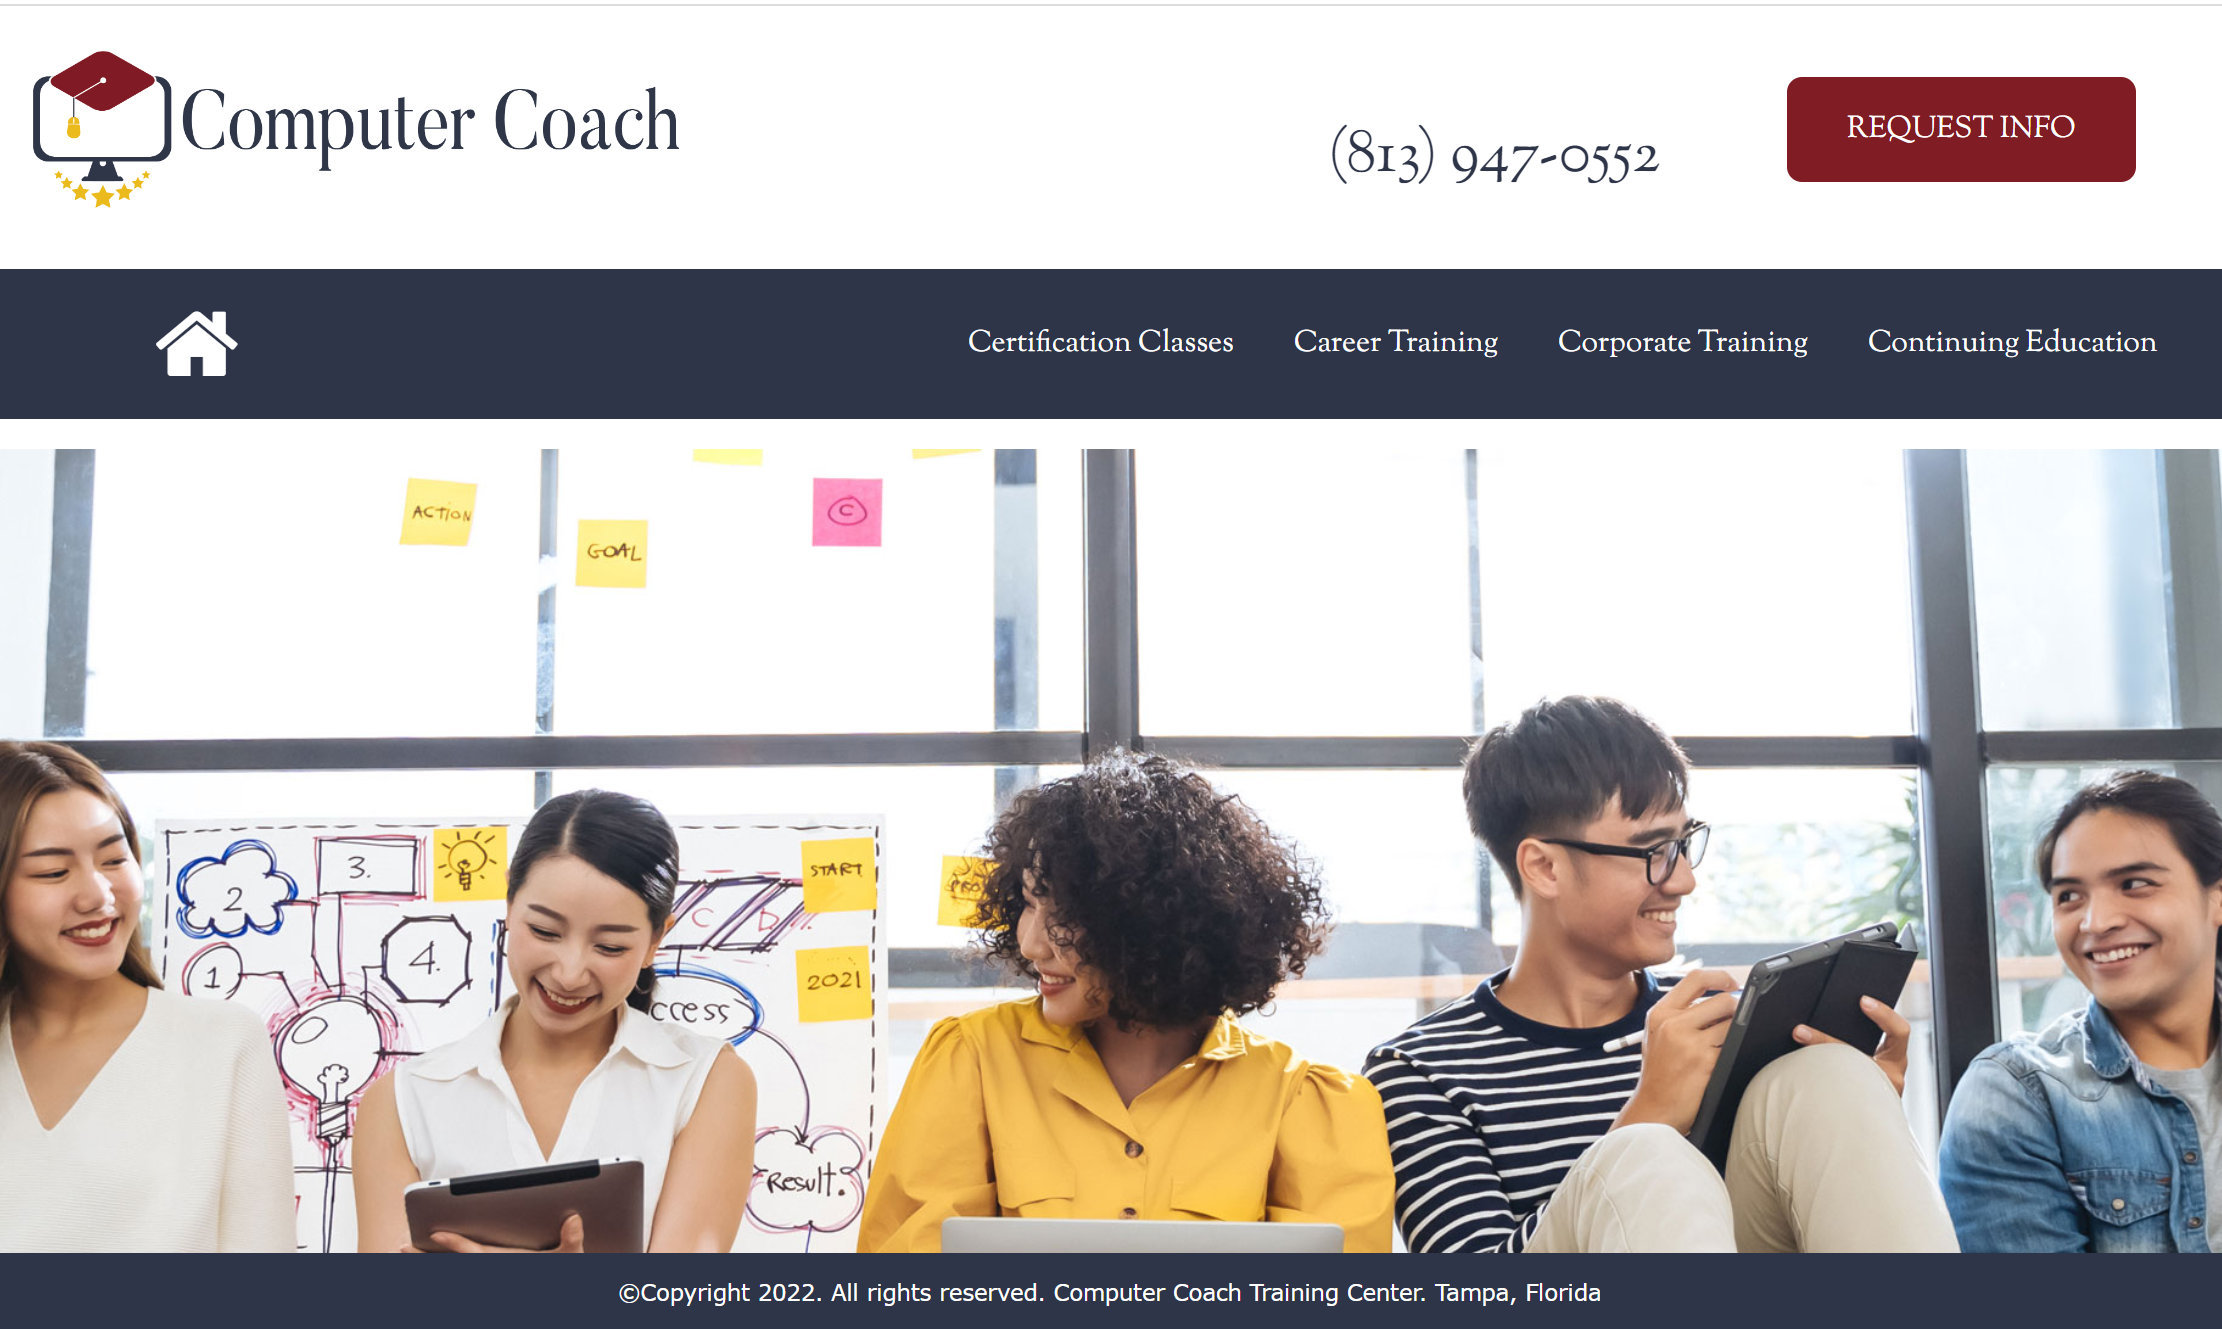 Computer Coach
(813) 947-0552
REQUEST INFO
Certification Classes
Career Training
Corporate Training
Continuing Education
ACTION
GOAL
C
2
3.
1
4.
C D
START
2021
ccess
Result?
©Copyright 2022. All rights reserved. Computer Coach Training Center. Tampa, Florida